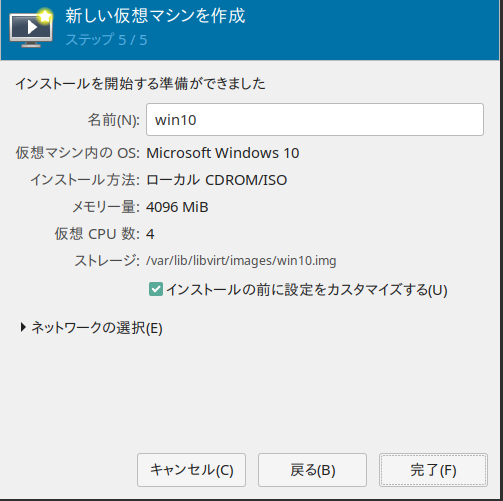 新しい仮想マシンを作成
ステップ 5 / 5
インストールを開始する準備ができました
名前(N): win10
仮想マシン内の OS: Microsoft Windows 10
インストール方法: ローカル CDROM/ISO
メモリー量: 4096 MiB
仮想 CPU 数: 4
ストレージ: /var/lib/libvirt/images/win10.img
インストールの前に設定をカスタマイズする(U)
ネットワークの選択(E)
キャンセル(C) 戻る(B) 完了(F)